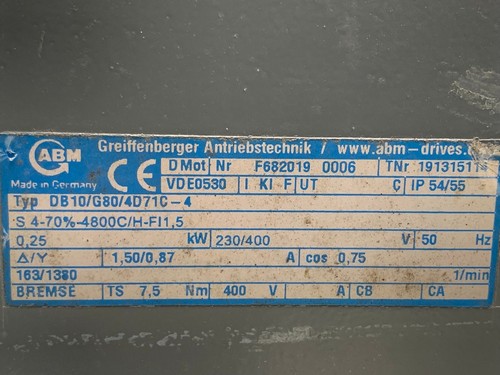 ABM
Greiffenberger Antriebstechnik / www.abm-drives.
Made in Germany
CE
D Mot Nr F682019 0006 TNr 191315114
VDE0530 I Kl F UT Ç IP 54/55
Typ DB10/G80/4D71C-4
S 4-70%-4800C/H-FI1,5
0,25 kW 230/400 V 50 Hz
Δ/Y 1,50/0,87 A cos 0,75
163/1380 1/min
BREMSE TS 7,5 Nm 400 V A CB CA